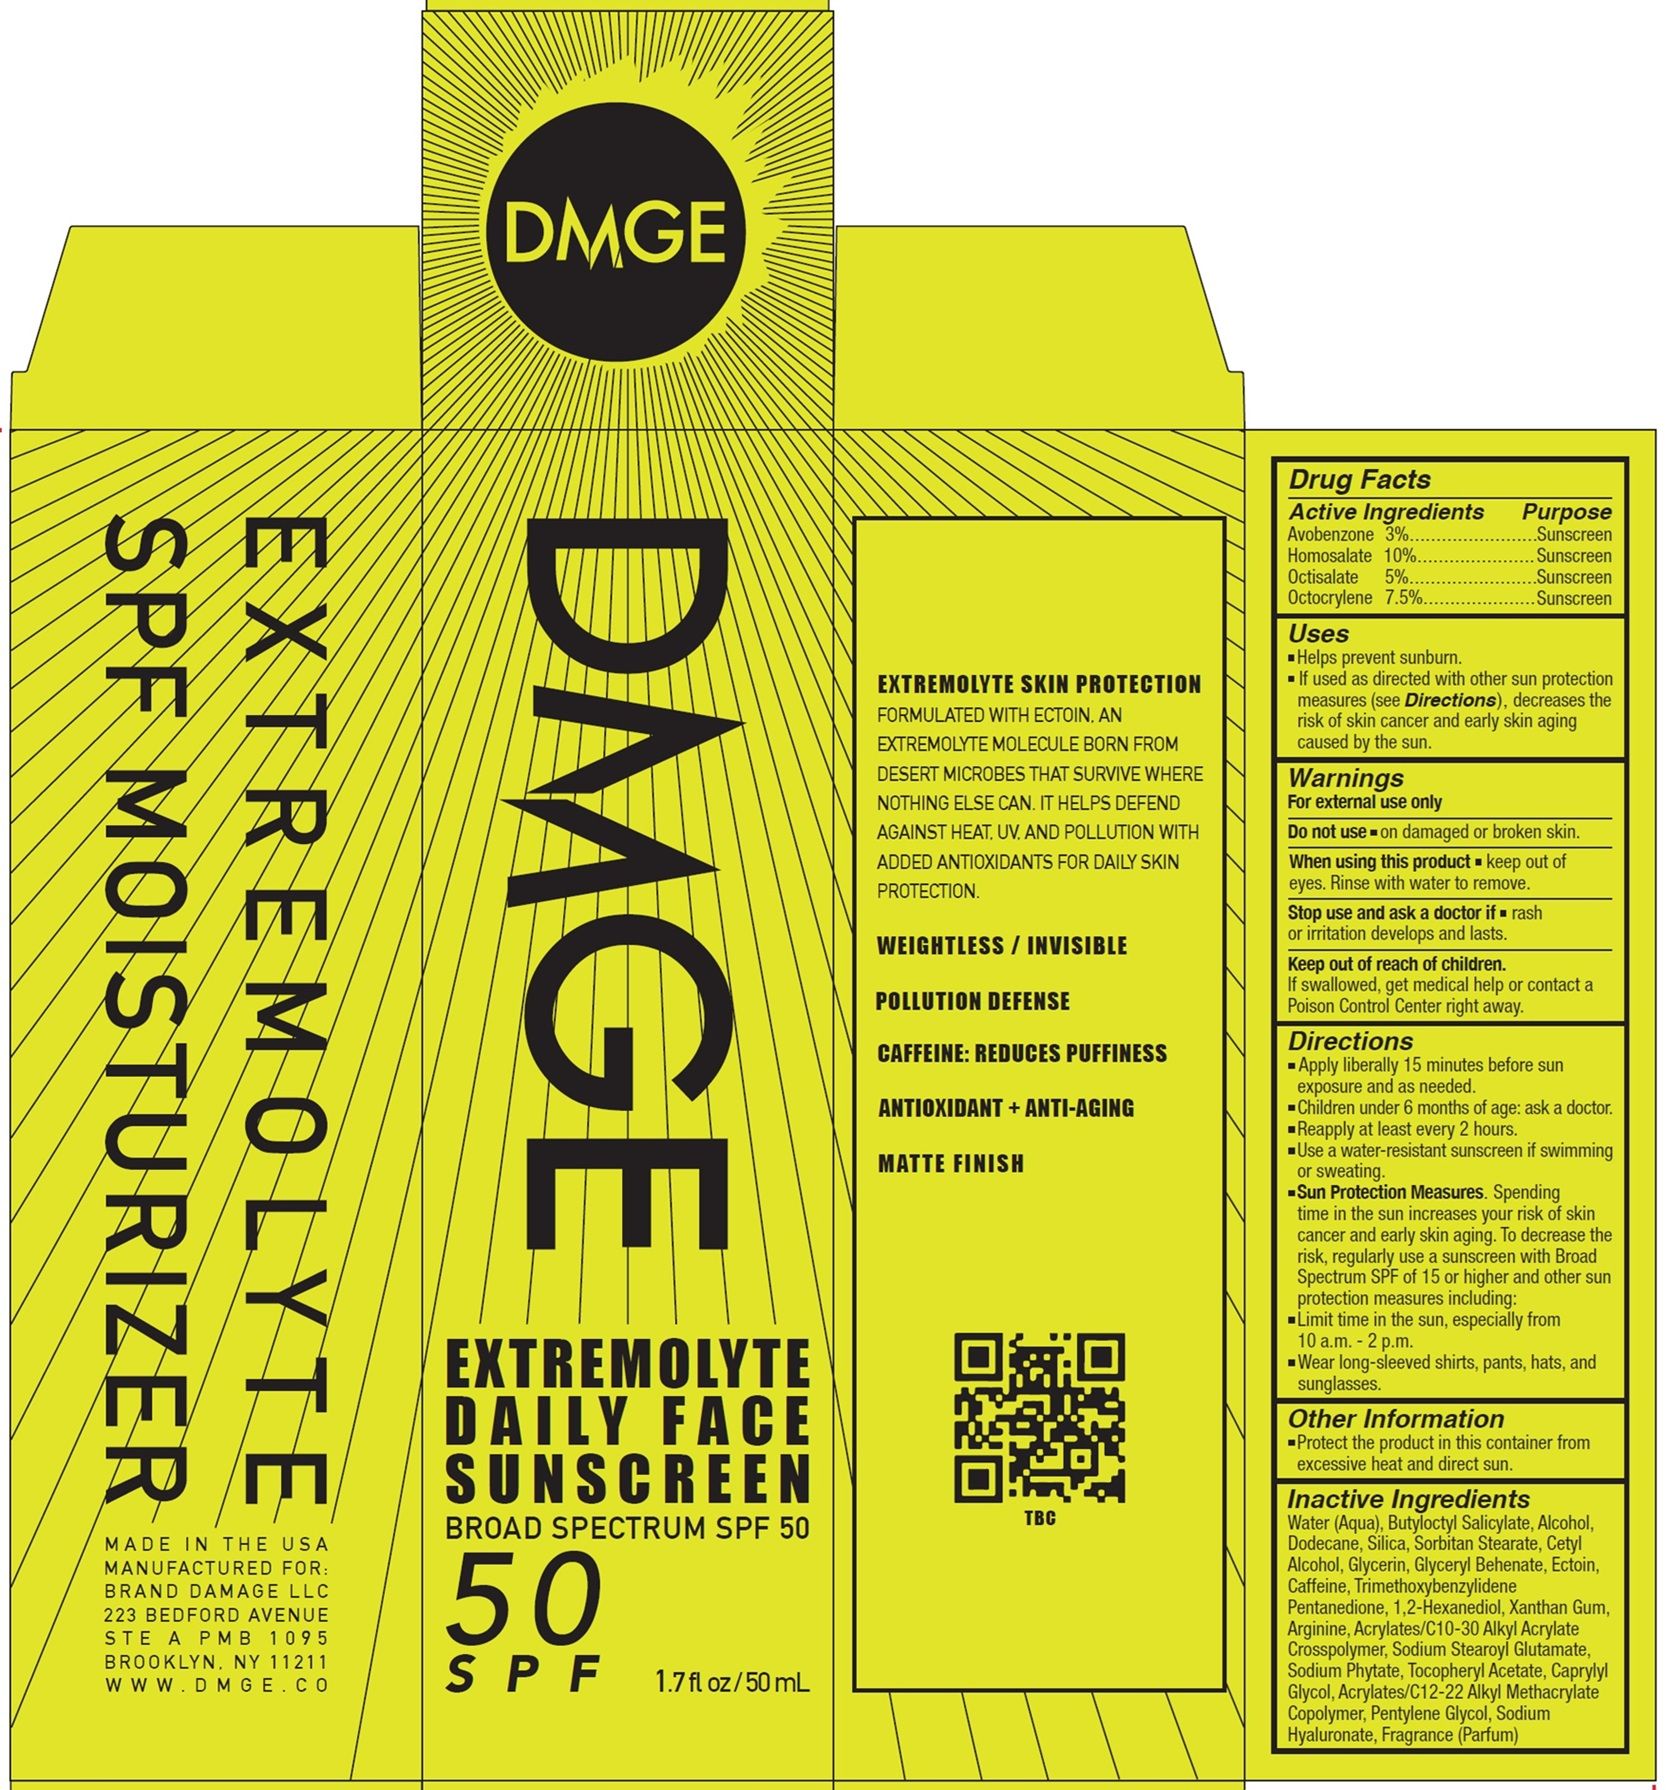 DMGE
EXTREMOLYTE
SPF MOISTURIZER
MADE IN THE USA
MANUFACTURED FOR:
BRAND DAMAGE LLC
223 BEDFORD AVENUE
STE A PMB 1095
BROOKLYN, NY 11211
WWW.DMGE.CO
DMGE
EXTREMOLYTE
DAILY FACE
SUNSCREEN
BROAD SPECTRUM SPF 50
50
SPF
1.7 fl oz / 50 mL
EXTREMOLYTE SKIN PROTECTION
FORMULATED WITH ECTOIN, AN
EXTREMOLYTE MOLECULE BORN FROM
DESERT MICROBES THAT SURVIVE WHERE
NOTHING ELSE CAN. IT HELPS DEFEND
AGAINST HEAT, UV, AND POLLUTION WITH
ADDED ANTIOXIDANTS FOR DAILY SKIN
PROTECTION.
WEIGHTLESS / INVISIBLE
POLLUTION DEFENSE
CAFFEINE: REDUCES PUFFINESS
ANTIOXIDANT + ANTI-AGING
MATTE FINISH
TBC
Drug Facts
Active Ingredients Purpose
Avobenzone 3%........................Sunscreen
Homosalate 10%......................Sunscreen
Octisalate 5%........................Sunscreen
Octocrylene 7.5%.....................Sunscreen
Uses
▪ Helps prevent sunburn.
▪ If used as directed with other sun protection
measures (see Directions), decreases the
risk of skin cancer and early skin aging
caused by the sun.
Warnings
For external use only
Do not use ▪ on damaged or broken skin.
When using this product ▪ keep out of
eyes. Rinse with water to remove.
Stop use and ask a doctor if ▪ rash
or irritation develops and lasts.
Keep out of reach of children.
If swallowed, get medical help or contact a
Poison Control Center right away.
Directions
▪ Apply liberally 15 minutes before sun
exposure and as needed.
▪ Children under 6 months of age: ask a doctor.
▪ Reapply at least every 2 hours.
▪ Use a water-resistant sunscreen if swimming
or sweating.
▪ Sun Protection Measures. Spending
time in the sun increases your risk of skin
cancer and early skin aging. To decrease the
risk, regularly use a sunscreen with Broad
Spectrum SPF of 15 or higher and other sun
protection measures including:
▪ Limit time in the sun, especially from
10 a.m. - 2 p.m.
▪ Wear long-sleeved shirts, pants, hats, and
sunglasses.
Other Information
▪ Protect the product in this container from
excessive heat and direct sun.
Inactive Ingredients
Water (Aqua), Butyloctyl Salicylate, Alcohol,
Dodecane, Silica, Sorbitan Stearate, Cetyl
Alcohol, Glycerin, Glyceryl Behenate, Ectoin,
Caffeine, Trimethoxybenzylidene
Pentanedione, 1,2-Hexanediol, Xanthan Gum,
Arginine, Acrylates/C10-30 Alkyl Acrylate
Crosspolymer, Sodium Stearoyl Glutamate,
Sodium Phytate, Tocopheryl Acetate, Caprylyl
Glycol, Acrylates/C12-22 Alkyl Methacrylate
Copolymer, Pentylene Glycol, Sodium
Hyaluronate, Fragrance (Parfum)